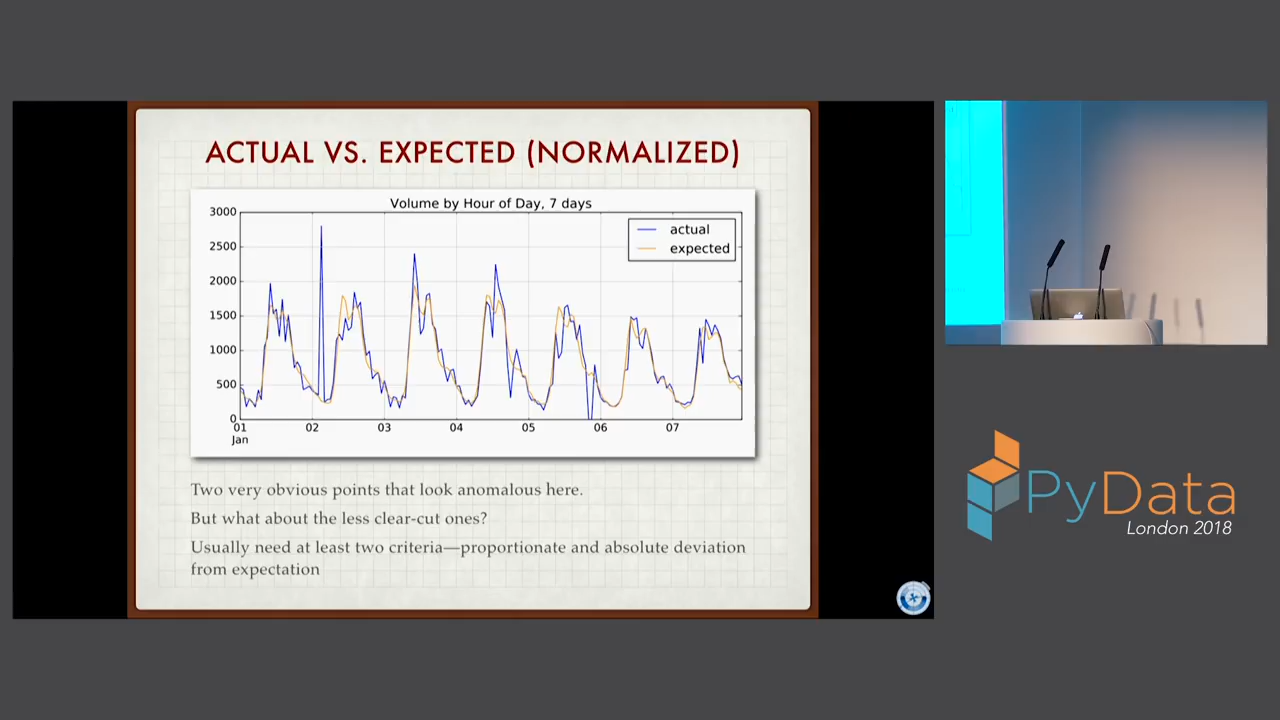 ACTUAL VS. EXPECTED (NORMALIZED)
Volume by Hour of Day, 7 days
3000
2500
2000
1500
1000
500
0
actual
expected
01 02 03 04 05 06 07
Jan
Two very obvious points that look anomalous here.
But what about the less clear-cut ones?
Usually need at least two criteria—proportionate and absolute deviation
from expectation
PyData
London 2018